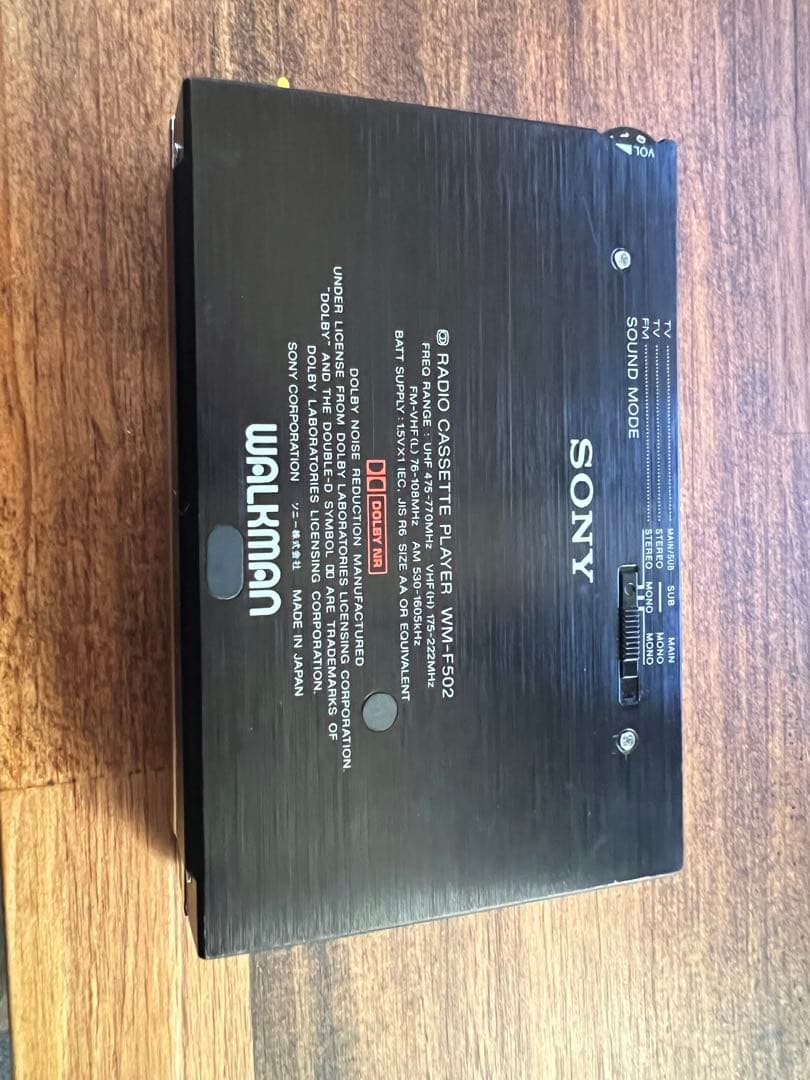 VOL
TV ........ MAIN/SUB SUB MAIN
TV ........ STEREO —— MONO
FM ........ STEREO MONO MONO
SOUND MODE
SONY
RADIO CASSETTE PLAYER WM-F502
FREQ RANGE : UHF 475-770MHz VHF(H) 175-222MHz
FM-VHF(L) 76-108MHz AM 530-1605kHz
BATT SUPPLY : 1.5VX1 IEC, JIS R6 SIZE AA OR EQUIVALENT
DOLBY NR
DOLBY NOISE REDUCTION MANUFACTURED
UNDER LICENSE FROM DOLBY LABORATORIES LICENSING CORPORATION.
"DOLBY" AND THE DOUBLE-D SYMBOL ARE TRADEMARKS OF
DOLBY LABORATORIES LICENSING CORPORATION.
SONY CORPORATION ソニー株式会社 MADE IN JAPAN
WALKMAN